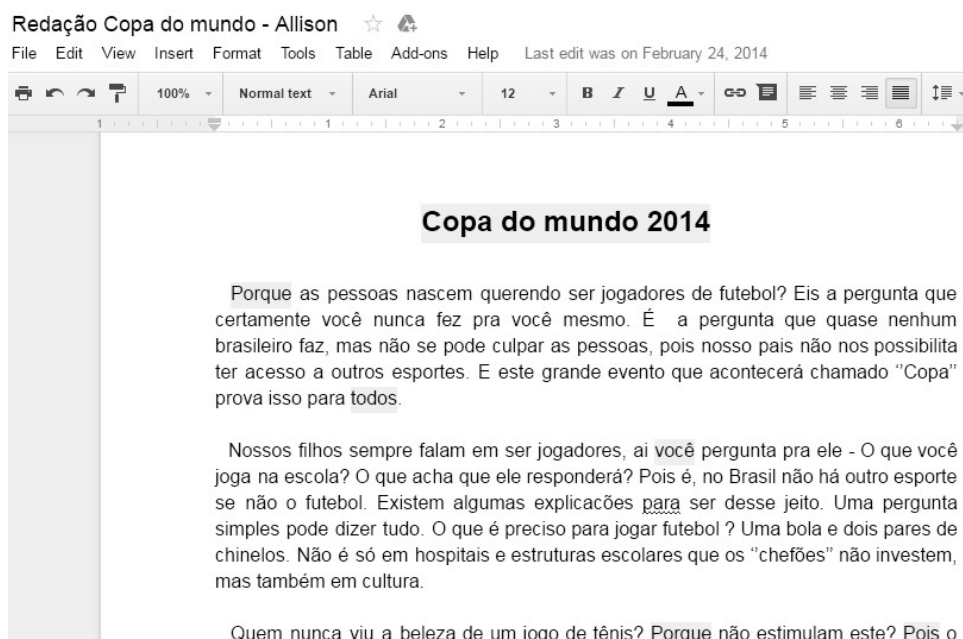 Redação Copa do mundo - Allison
File Edit View Insert Format Tools Table Add-ons Help Last edit was on February 24, 2014
100% Normal text Arial 12 B I U A
1 1 2 3 4 5 6
Copa do mundo 2014
Porque as pessoas nascem querendo ser jogadores de futebol? Eis a pergunta que
certamente você nunca fez pra você mesmo. É a pergunta que quase nenhum
brasileiro faz, mas não se pode culpar as pessoas, pois nosso pais não nos possibilita
ter acesso a outros esportes. E este grande evento que acontecerá chamado ‘’Copa’’
prova isso para todos.
Nossos filhos sempre falam em ser jogadores, ai você pergunta pra ele - O que você
joga na escola? O que acha que ele responderá? Pois é, no Brasil não há outro esporte
se não o futebol. Existem algumas explicacões para ser desse jeito. Uma pergunta
simples pode dizer tudo. O que é preciso para jogar futebol ? Uma bola e dois pares de
chinelos. Não é só em hospitais e estruturas escolares que os ‘’chefões’’ não investem,
mas também em cultura.
Quem nunca viu a beleza de um jogo de tênis? Porque não estimulam este? Pois o